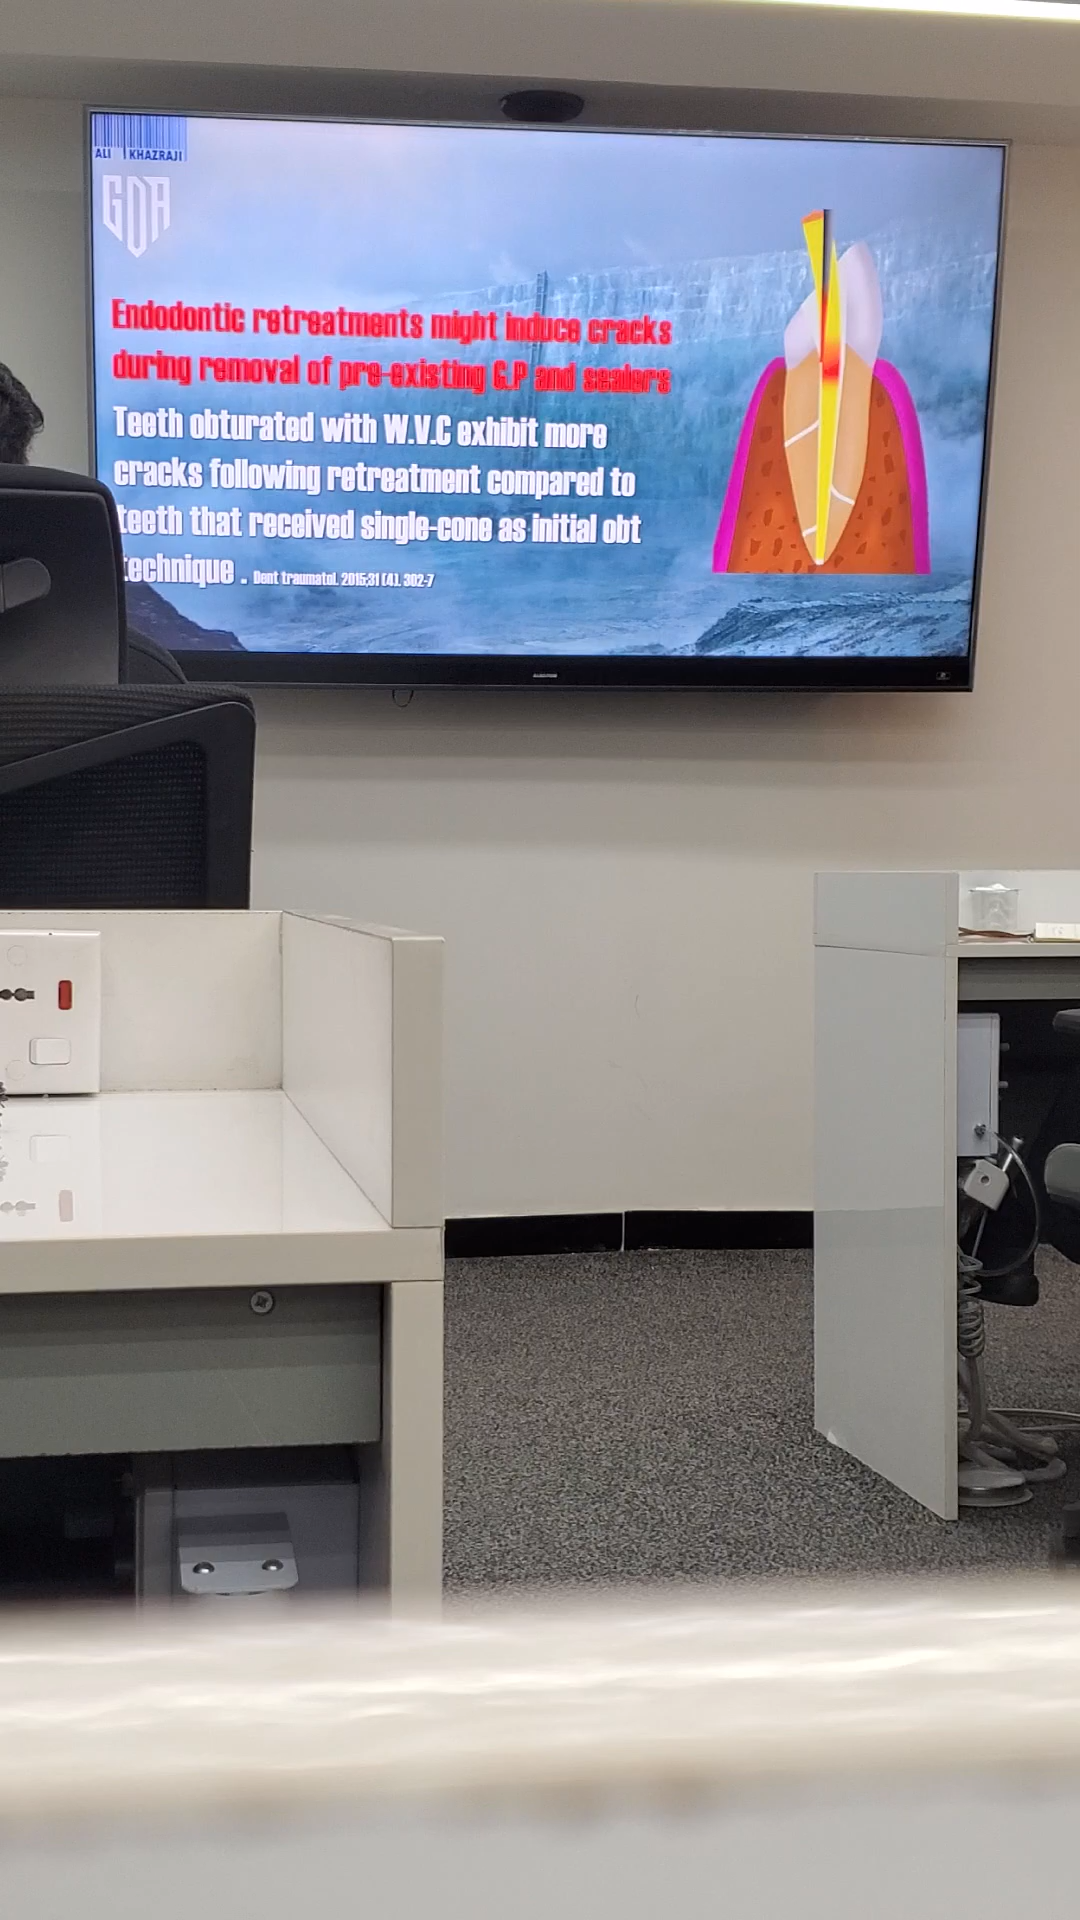 ALI KHAZRAJI
GDA
Endodontic retreatments might induce cracks
during removal of pre-existing G.P and sealers
Teeth obturated with W.V.C exhibit more
cracks following retreatment compared to
teeth that received single-cone as initial obt
technique . Dent traumatol. 2015;31 (4). 302-7